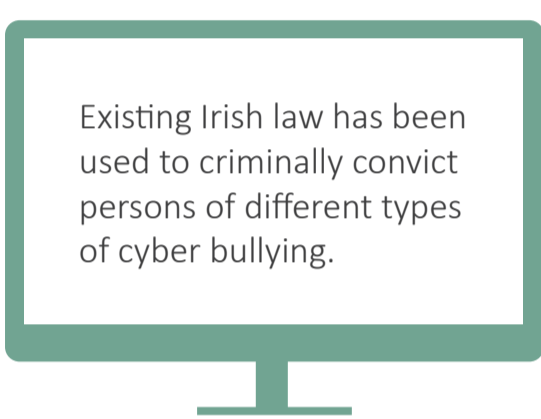 Existing Irish law has been
used to criminally convict
persons of different types
of cyber bullying.